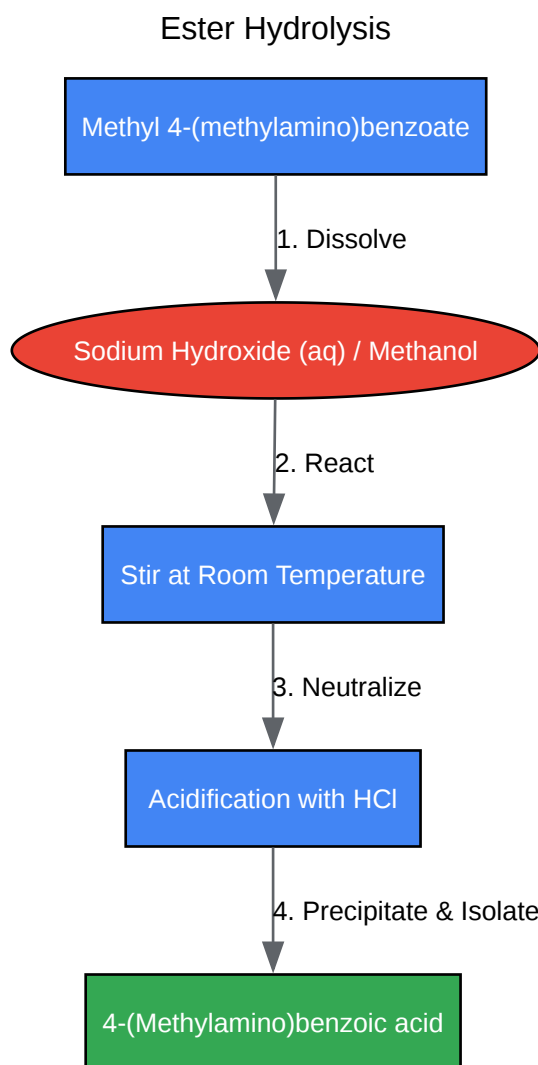 Ester Hydrolysis
Methyl 4-(methylamino)benzoate
1. Dissolve
Sodium Hydroxide (aq) / Methanol
2. React
Stir at Room Temperature
3. Neutralize
Acidification with HCl
4. Precipitate & Isolate
4-(Methylamino)benzoic acid